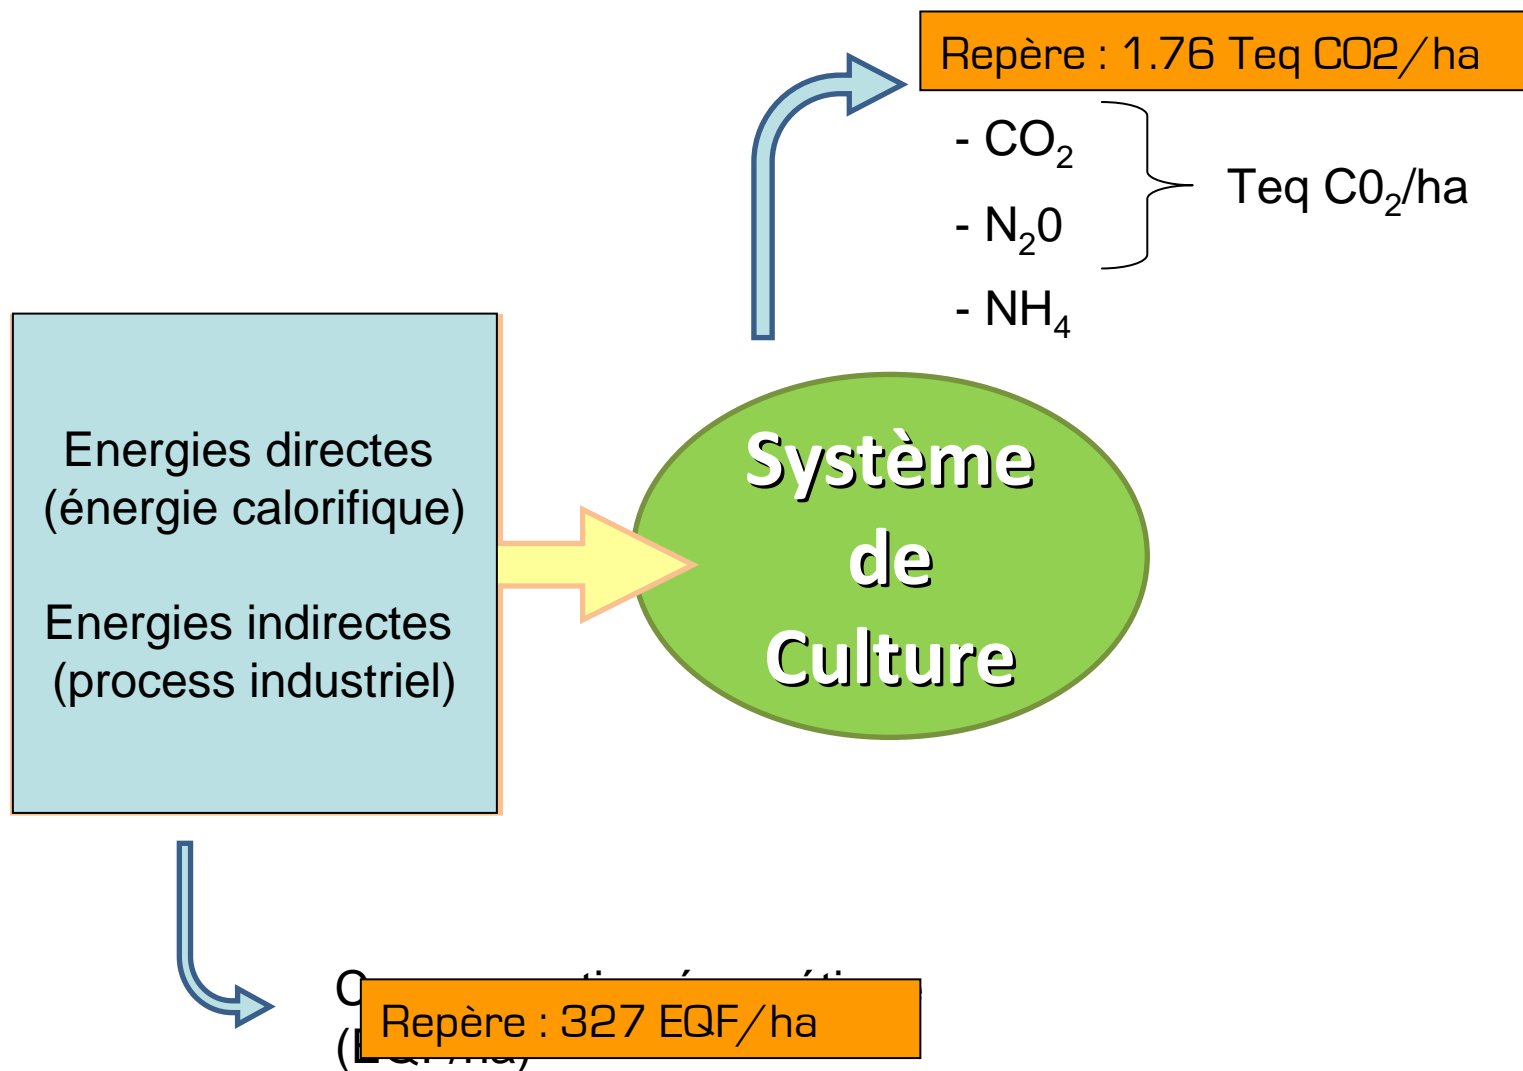 Repère : 1.76 Teq CO2/ha
- CO₂
- N₂0
- NH₄
Teq C0₂/ha
Energies directes
(énergie calorifique)
Energies indirectes
(process industriel)
Système
de
Culture
Repère : 327 EQF/ha